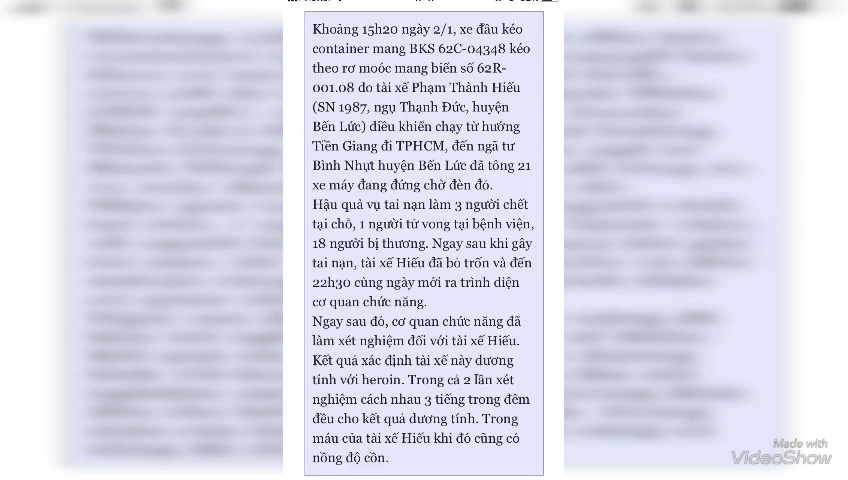 Khoảng 15h20 ngày 2/1, xe đầu kéo
container mang BKS 62C-04348 kéo
theo rơ moóc mang biển số 62R-
001.08 do tài xế Phạm Thành Hiếu
(SN 1987, ngụ Thạnh Đức, huyện
Bến Lức) điều khiển chạy từ hướng
Tiền Giang đi TPHCM, đến ngã tư
Bình Nhựt huyện Bến Lức đã tông 21
xe máy đang đứng chờ đèn đỏ.
Hậu quả vụ tai nạn làm 3 người chết
tại chỗ, 1 người tử vong tại bệnh viện,
18 người bị thương. Ngay sau khi gây
tai nạn, tài xế Hiếu đã bỏ trốn và đến
22h30 cùng ngày mới ra trình diện
cơ quan chức năng.
Ngay sau đó, cơ quan chức năng đã
làm xét nghiệm đối với tài xế Hiếu.
Kết quả xác định tài xế này dương
tính với heroin. Trong cả 2 lần xét
nghiệm cách nhau 3 tiếng trong đêm
đều cho kết quả dương tính. Trong
máu của tài xế Hiếu khi đó cũng có
nồng độ cồn.
Made with
VideoShow